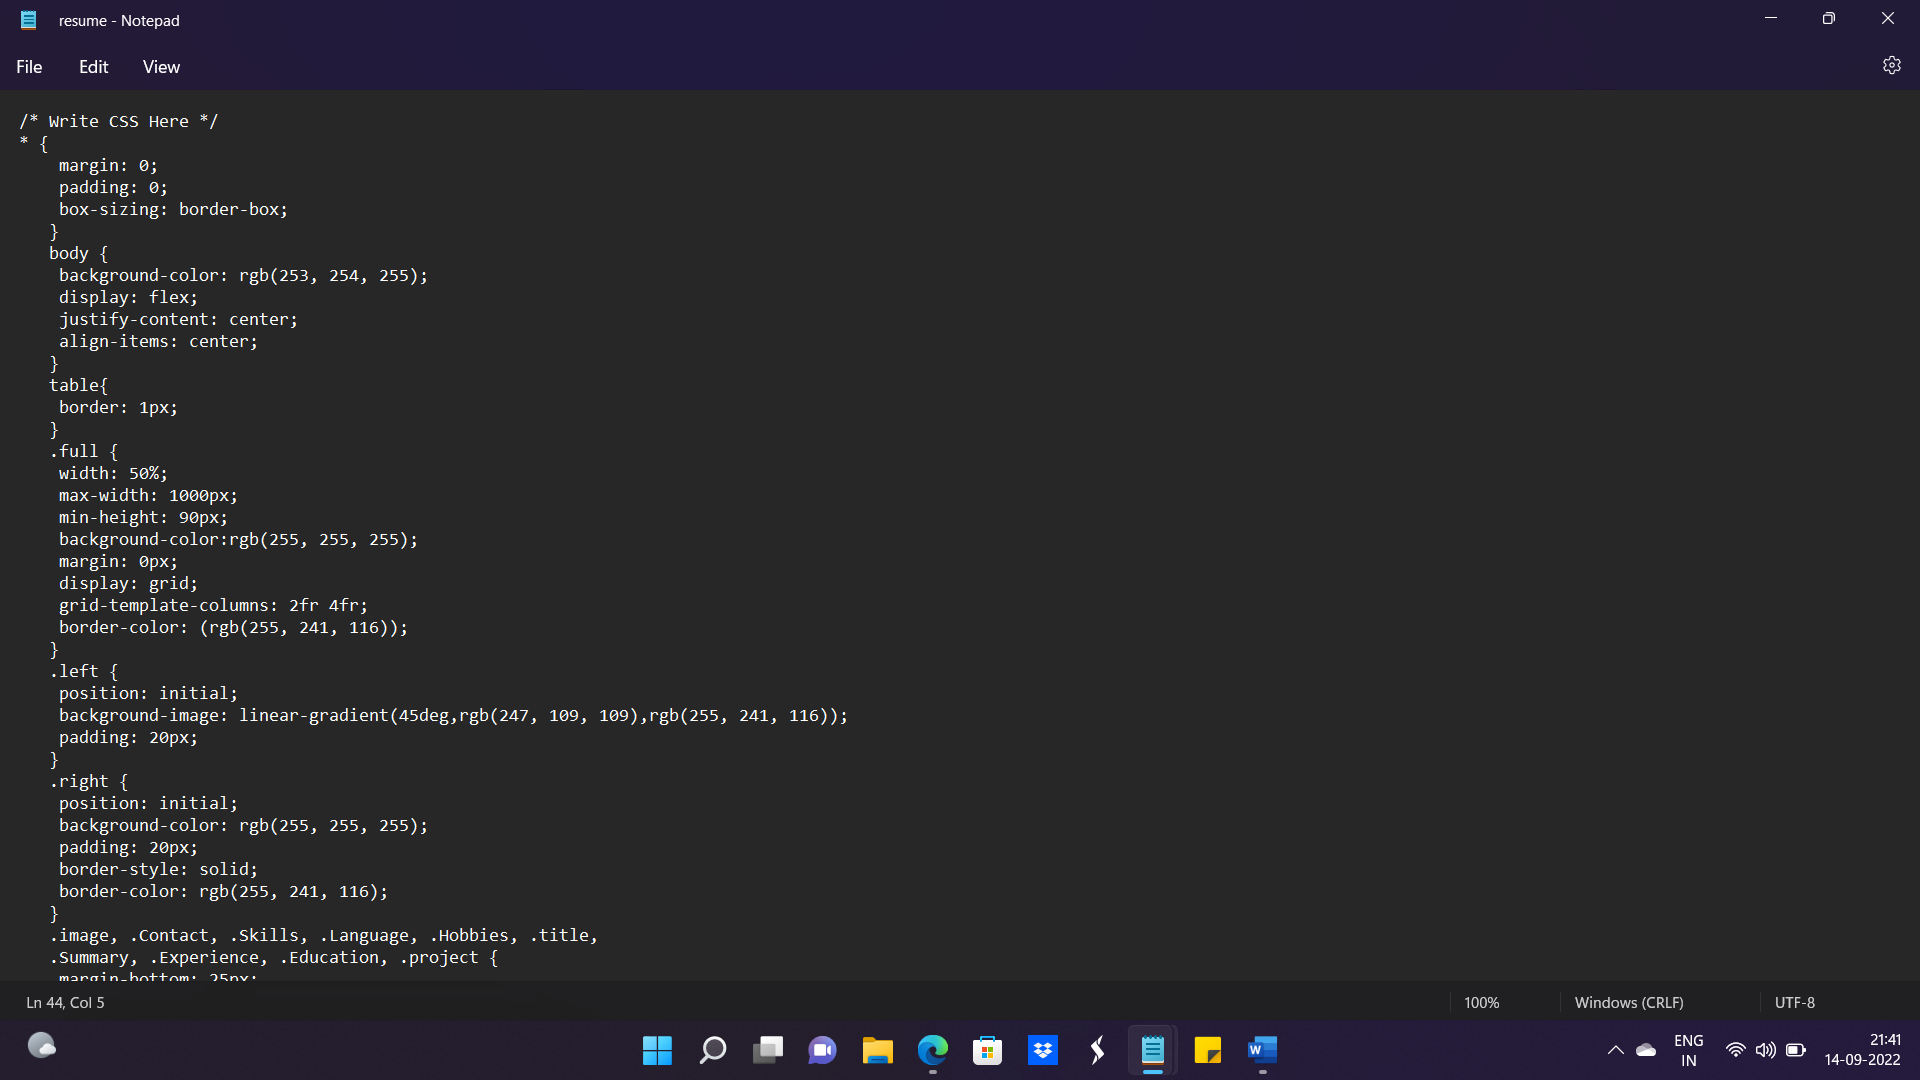 resume - Notepad
File Edit View
/* Write CSS Here */
* {
margin: 0;
padding: 0;
box-sizing: border-box;
}
body {
background-color: rgb(253, 254, 255);
display: flex;
justify-content: center;
align-items: center;
}
table{
border: 1px;
}
.full {
width: 50%;
max-width: 1000px;
min-height: 90px;
background-color:rgb(255, 255, 255);
margin: 0px;
display: grid;
grid-template-columns: 2fr 4fr;
border-color: (rgb(255, 241, 116));
}
.left {
position: initial;
background-image: linear-gradient(45deg,rgb(247, 109, 109),rgb(255, 241, 116));
padding: 20px;
}
.right {
position: initial;
background-color: rgb(255, 255, 255);
padding: 20px;
border-style: solid;
border-color: rgb(255, 241, 116);
}
.image, .Contact, .Skills, .Language, .Hobbies, .title,
.Summary, .Experience, .Education, .project {
margin-bottom: 25px;
Ln 44, Col 5 100% Windows (CRLF) UTF-8
W
ENG 21:41
IN 14-09-2022